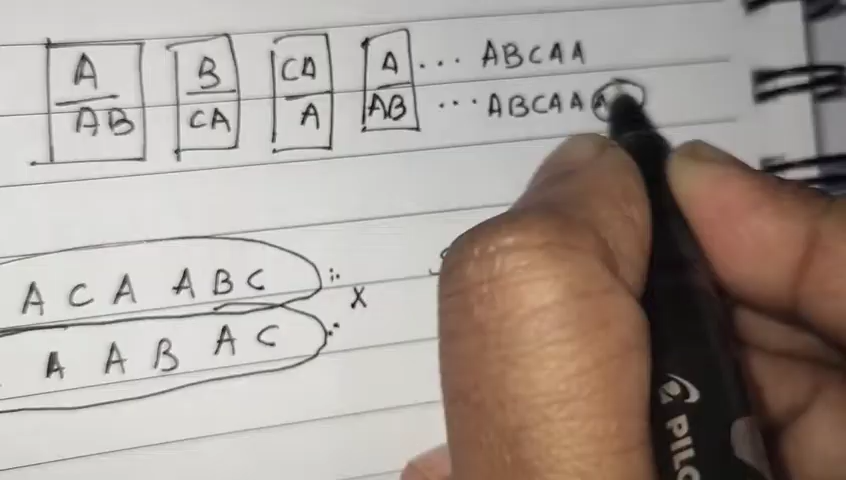 A B CA A ... ABCAA
AB CA A AB ... ABCAA
A C A A B C X
A A B A C
PILO